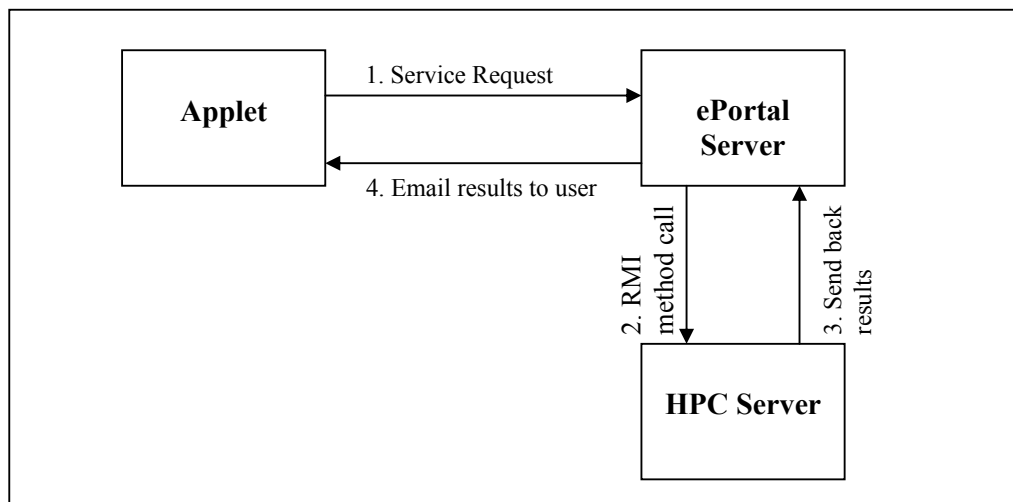 Applet
1. Service Request
ePortal
Server
4. Email results to user
2. RMI
method call
3. Send back
results
HPC Server